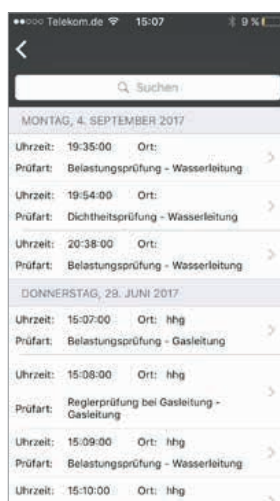 Telekom.de 15:07 9 %
Suchen
MONTAG, 4. SEPTEMBER 2017
Uhrzeit: 19:35:00 Ort:
Prüfart: Belastungsprüfung - Wasserleitung
Uhrzeit: 19:54:00 Ort:
Prüfart: Dichtheitsprüfung - Wasserleitung
Uhrzeit: 20:38:00 Ort:
Prüfart: Belastungsprüfung - Wasserleitung
DONNERSTAG, 29. JUNI 2017
Uhrzeit: 15:07:00 Ort: hhg
Prüfart: Belastungsprüfung - Gasleitung
Uhrzeit: 15:08:00 Ort: hhg
Prüfart: Reglerprüfung bei Gasleitung -
Gasleitung
Uhrzeit: 15:09:00 Ort: hhg
Prüfart: Belastungsprüfung - Wasserleitung
Uhrzeit: 15:10:00 Ort: hhg